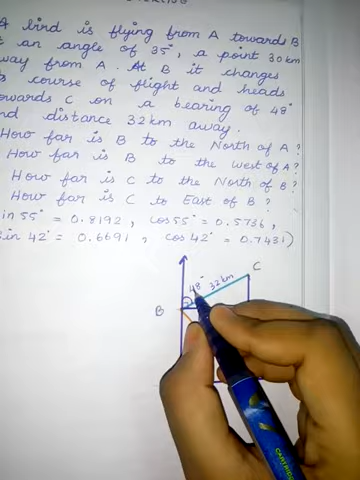 A bird is flying from A towards B
at an angle of 35°, a point 30 km
away from A. At B it changes
its course of flight and heads
towards C on a bearing of 48°
and distance 32 km away.
How far is B to the North of A?
How far is B to the west of A?
How far is C to the North of B?
How far is C to East of B?
sin 55° = 0.8192, cos 55° = 0.5736,
Sin 42° = 0.6691, cos 42° = 0.7431)
C
48°
32 km
B